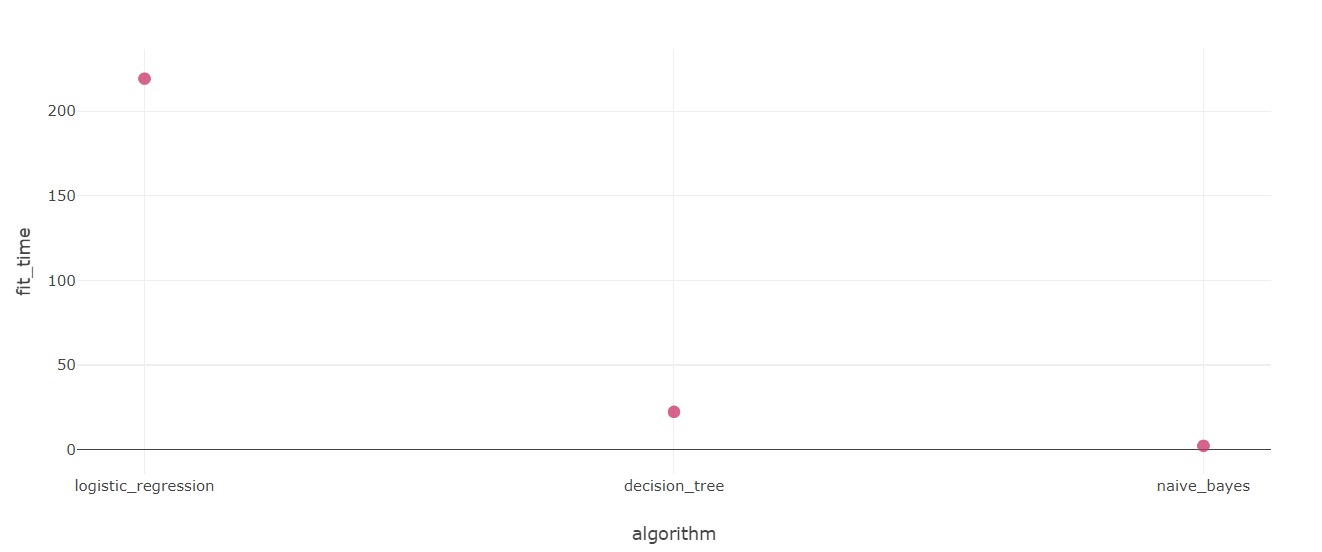 200
150
100
50
0
fit_time
logistic_regression
decision_tree
naive_bayes
algorithm